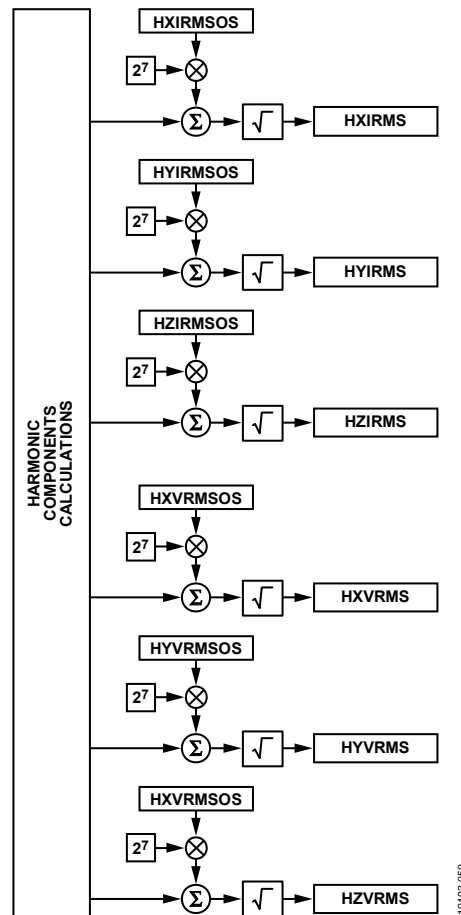 HARMONIC
COMPONENTS
CALCULATIONS
HXIRMSOS
2⁷
Σ
√
HXIRMS
HYIRMSOS
2⁷
Σ
√
HYIRMS
HZIRMSOS
2⁷
Σ
√
HZIRMS
HXVRMSOS
2⁷
Σ
√
HXVRMS
HYVRMSOS
2⁷
Σ
√
HYVRMS
HXVRMSOS
2⁷
Σ
√
HZVRMS